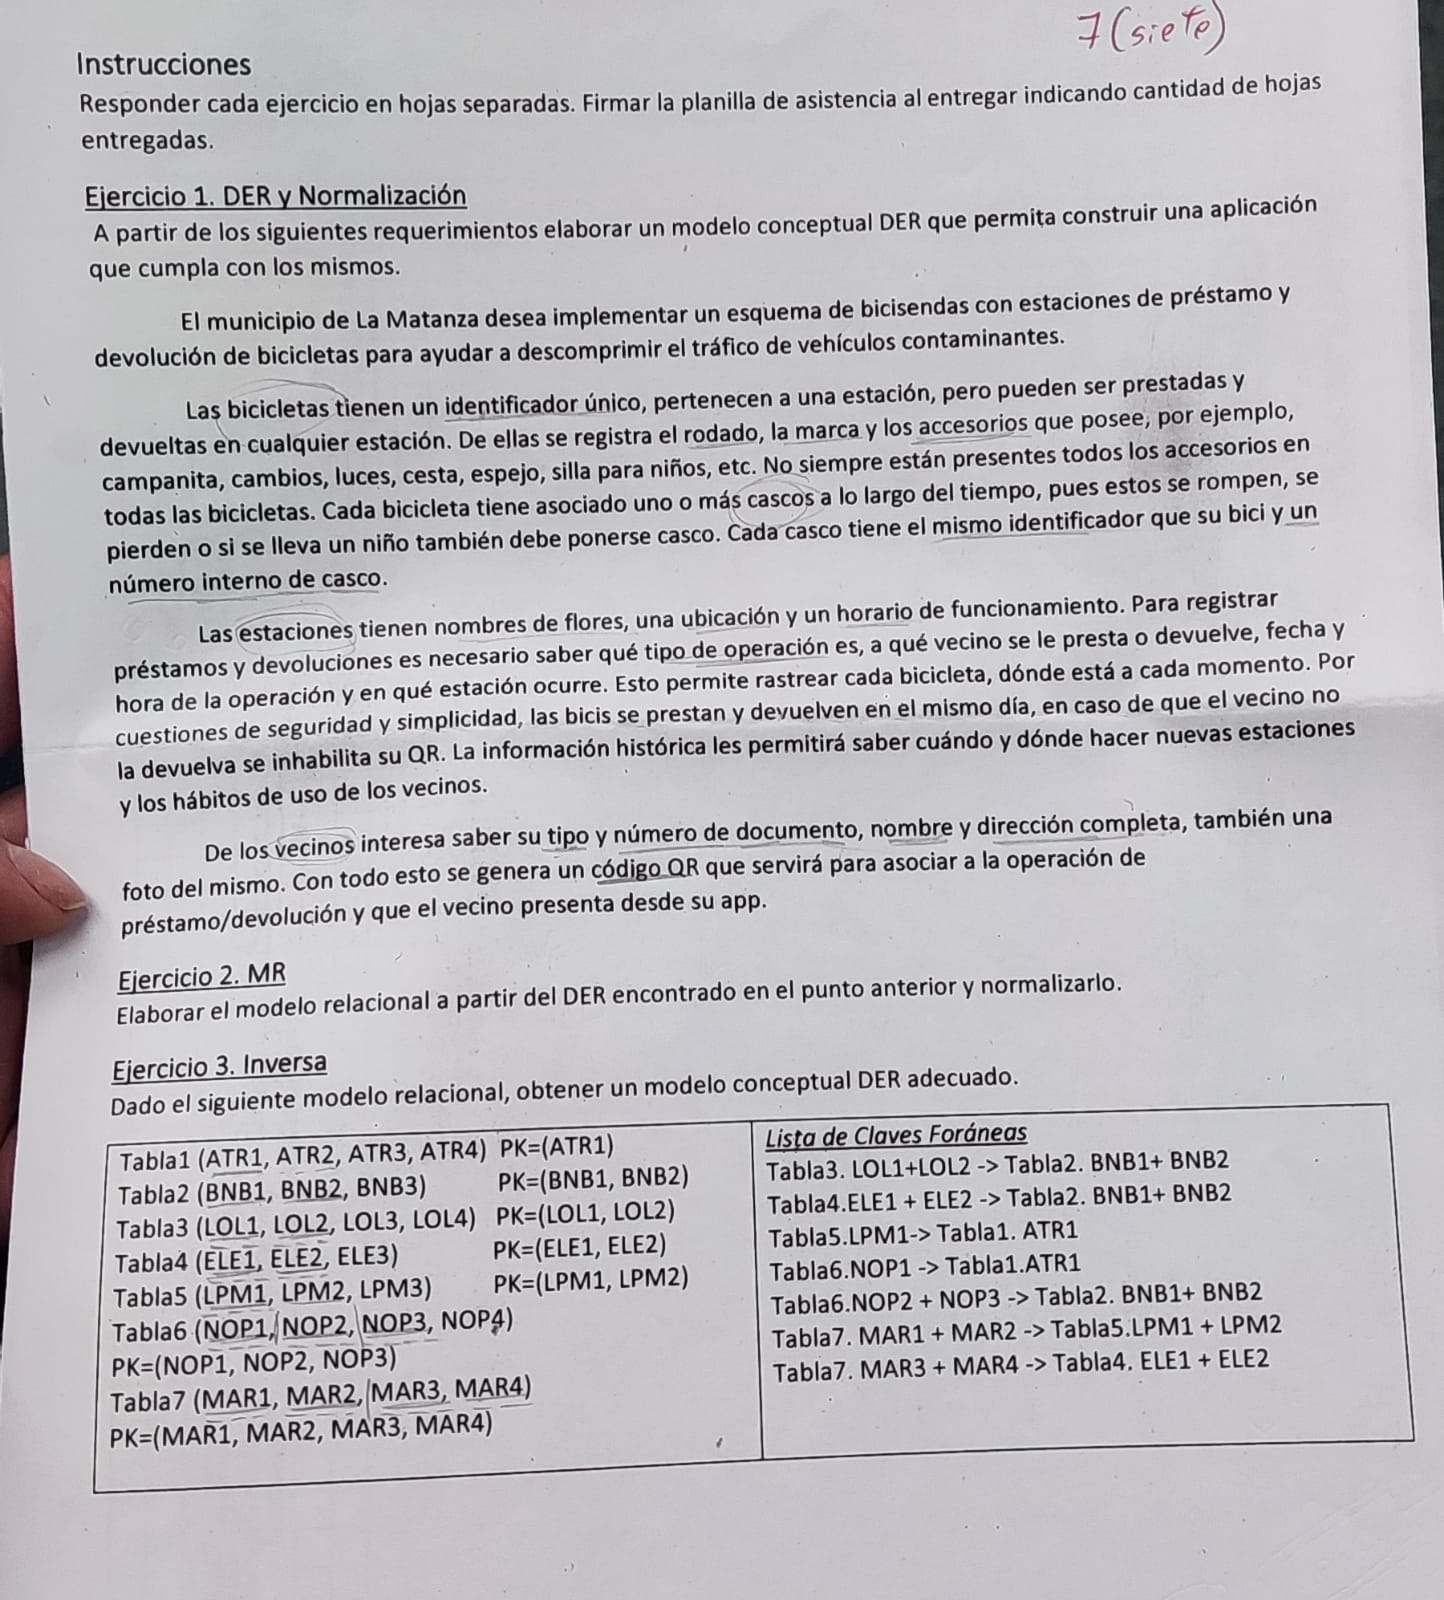 7 (siete)
Instrucciones
Responder cada ejercicio en hojas separadas. Firmar la planilla de asistencia al entregar indicando cantidad de hojas
entregadas.
Ejercicio 1. DER y Normalización
A partir de los siguientes requerimientos elaborar un modelo conceptual DER que permita construir una aplicación
que cumpla con los mismos.
El municipio de La Matanza desea implementar un esquema de bicisendas con estaciones de préstamo y
devolución de bicicletas para ayudar a descomprimir el tráfico de vehículos contaminantes.
Las bicicletas tienen un identificador único, pertenecen a una estación, pero pueden ser prestadas y
devueltas en cualquier estación. De ellas se registra el rodado, la marca y los accesorios que posee, por ejemplo,
campanita, cambios, luces, cesta, espejo, silla para niños, etc. No siempre están presentes todos los accesorios en
todas las bicicletas. Cada bicicleta tiene asociado uno o más cascos a lo largo del tiempo, pues estos se rompen, se
pierden o si se lleva un niño también debe ponerse casco. Cada casco tiene el mismo identificador que su bici y un
número interno de casco.
Las estaciones tienen nombres de flores, una ubicación y un horario de funcionamiento. Para registrar
préstamos y devoluciones es necesario saber qué tipo de operación es, a qué vecino se le presta o devuelve, fecha y
hora de la operación y en qué estación ocurre. Esto permite rastrear cada bicicleta, dónde está a cada momento. Por
cuestiones de seguridad y simplicidad, las bicis se prestan y devuelven en el mismo día, en caso de que el vecino no
la devuelva se inhabilita su QR. La información histórica les permitirá saber cuándo y dónde hacer nuevas estaciones
y los hábitos de uso de los vecinos.
De los vecinos interesa saber su tipo y número de documento, nombre y dirección completa, también una
foto del mismo. Con todo esto se genera un código QR que servirá para asociar a la operación de
préstamo/devolución y que el vecino presenta desde su app.
Ejercicio 2. MR
Elaborar el modelo relacional a partir del DER encontrado en el punto anterior y normalizarlo.
Ejercicio 3. Inversa
Dado el siguiente modelo relacional, obtener un modelo conceptual DER adecuado.
Tabla1 (ATR1, ATR2, ATR3, ATR4) PK=(ATR1)
Tabla2 (BNB1, BNB2, BNB3) PK=(BNB1, BNB2)
Tabla3 (LOL1, LOL2, LOL3, LOL4) PK=(LOL1, LOL2)
Tabla4 (ELE1, ELE2, ELE3) PK=(ELE1, ELE2)
Tabla5 (LPM1, LPM2, LPM3) PK=(LPM1, LPM2)
Tabla6 (NOP1, NOP2, NOP3, NOP4)
PK=(NOP1, NOP2, NOP3)
Tabla7 (MAR1, MAR2, MAR3, MAR4)
PK=(MAR1, MAR2, MAR3, MAR4)
Lista de Claves Foráneas
Tabla3. LOL1+LOL2 -> Tabla2. BNB1+ BNB2
Tabla4.ELE1 + ELE2 -> Tabla2. BNB1+ BNB2
Tabla5.LPM1-> Tabla1. ATR1
Tabla6.NOP1 -> Tabla1.ATR1
Tabla6.NOP2 + NOP3 -> Tabla2. BNB1+ BNB2
Tabla7. MAR1 + MAR2 -> Tabla5.LPM1 + LPM2
Tabla7. MAR3 + MAR4 -> Tabla4. ELE1 + ELE2